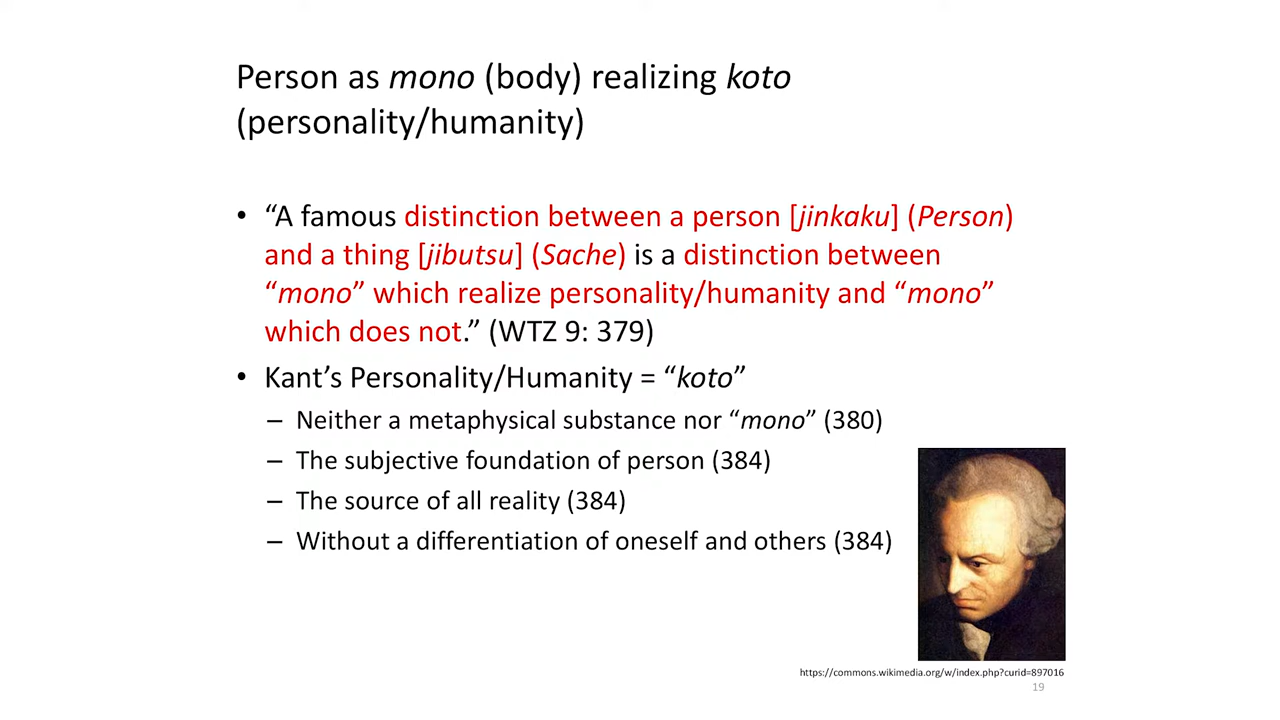 Person as mono (body) realizing koto
(personality/humanity)
• “A famous distinction between a person [jinkaku] (Person)
and a thing [jibutsu] (Sache) is a distinction between
“mono” which realize personality/humanity and “mono”
which does not.” (WTZ 9: 379)
• Kant’s Personality/Humanity = “koto”
– Neither a metaphysical substance nor “mono” (380)
– The subjective foundation of person (384)
– The source of all reality (384)
– Without a differentiation of oneself and others (384)
https://commons.wikimedia.org/w/index.php?curid=897016
19